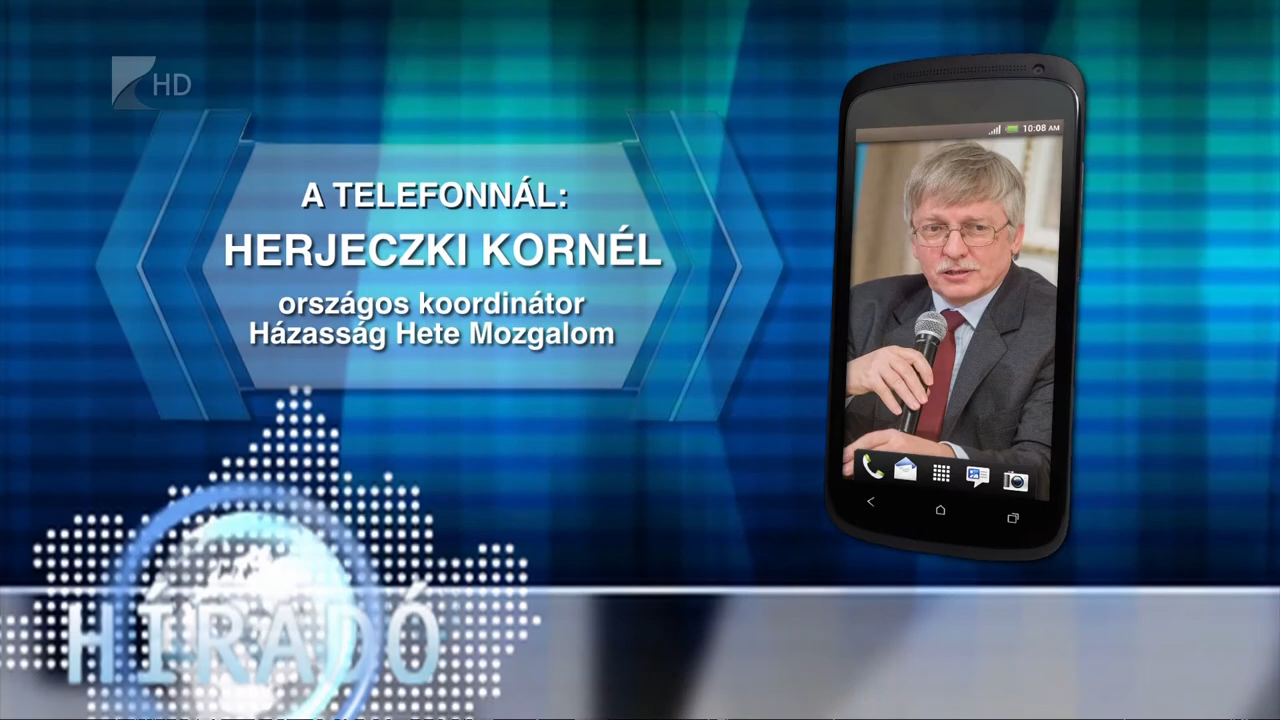 HD
A TELEFONNÁL:
HERJECZKI KORNÉL
országos koordinátor
Házasság Hete Mozgalom
10:08 AM
HÍRADÓ